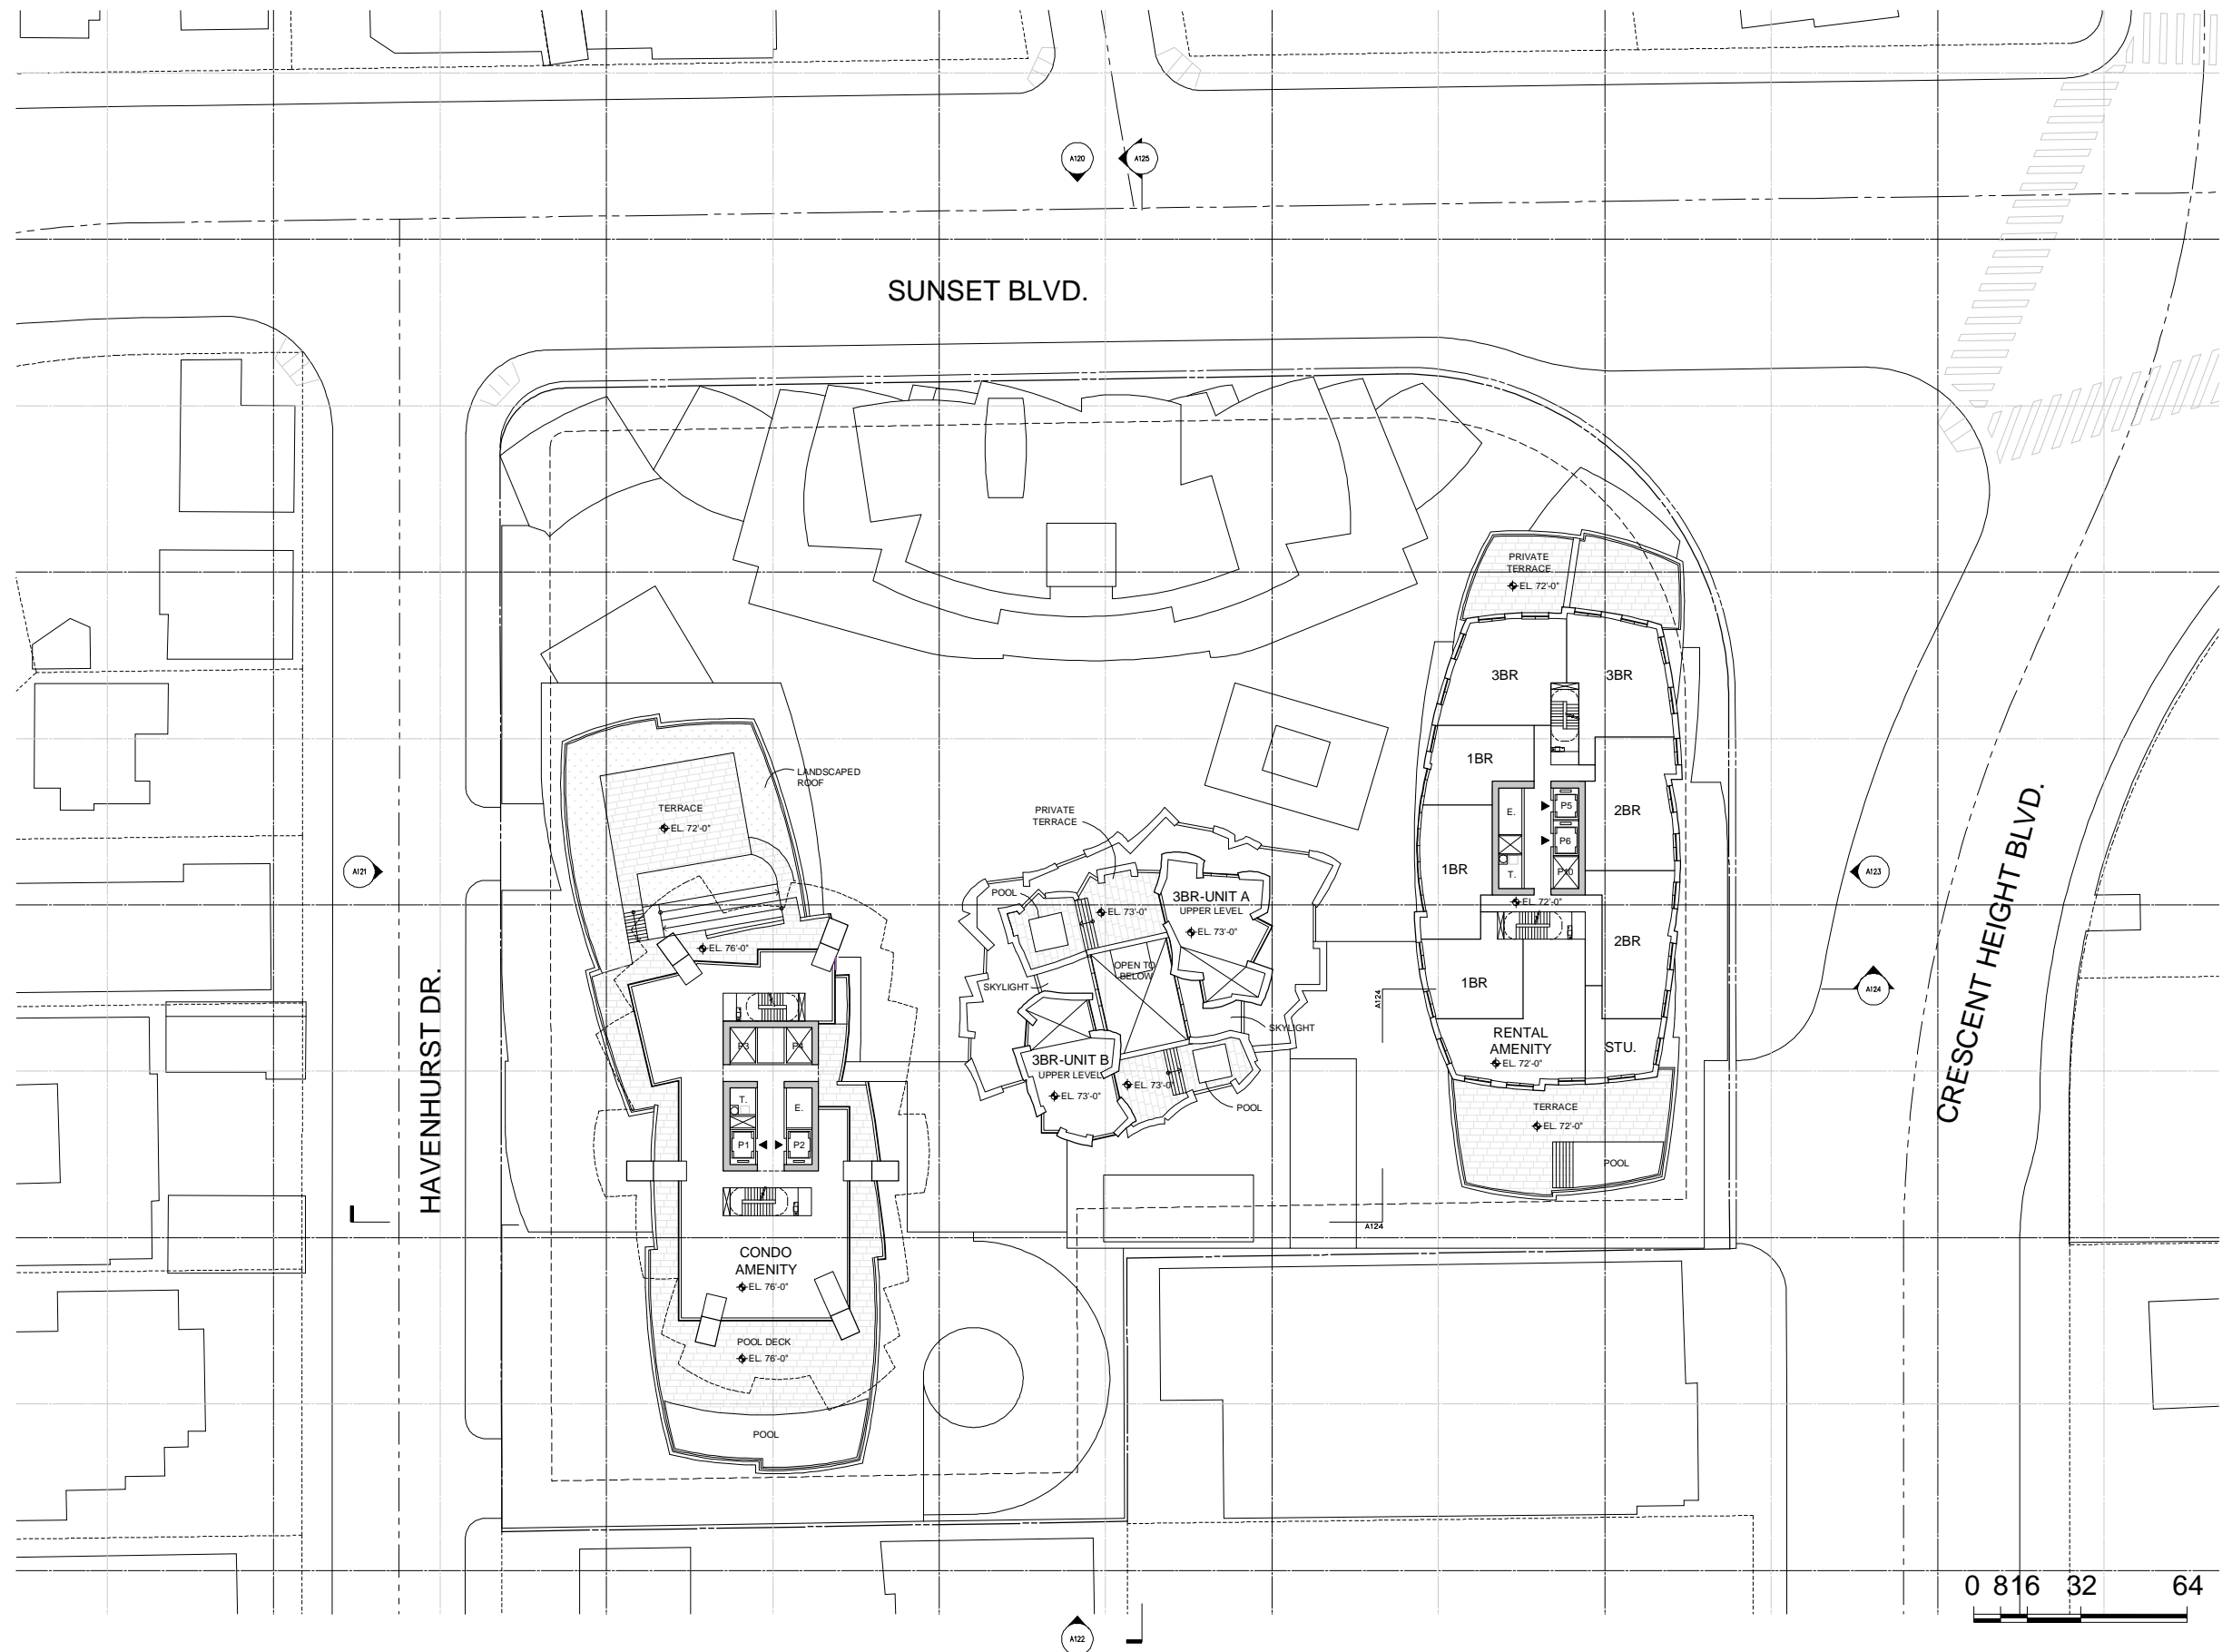 A120
A125
SUNSET BLVD.
PRIVATE
TERRACE
EL. 72'-0"
3BR
3BR
1BR
LANDSCAPED
ROOF
TERRACE
EL. 72'-0"
PRIVATE
TERRACE
E.
P5
P6
2BR
A121
1BR
T.
P10
A123
POOL
3BR-UNIT A
UPPER LEVEL
EL. 73'-0"
EL. 73'-0"
EL. 72'-0"
EL. 76'-0"
2BR
OPEN TO
BELOW
SKYLIGHT
1BR
A124
A124
SKYLIGHT
P3
P4
RENTAL
AMENITY
EL. 72'-0"
STU.
3BR-UNIT B
UPPER LEVEL
EL. 73'-0"
EL. 73'-0"
POOL
HAVENHURST DR.
CRESCENT HEIGHT BLVD.
T.
E.
P1
P2
TERRACE
EL. 72'-0"
POOL
A124
CONDO
AMENITY
EL. 76'-0"
POOL DECK
EL. 76'-0"
POOL
0 8 16 32 64
A122